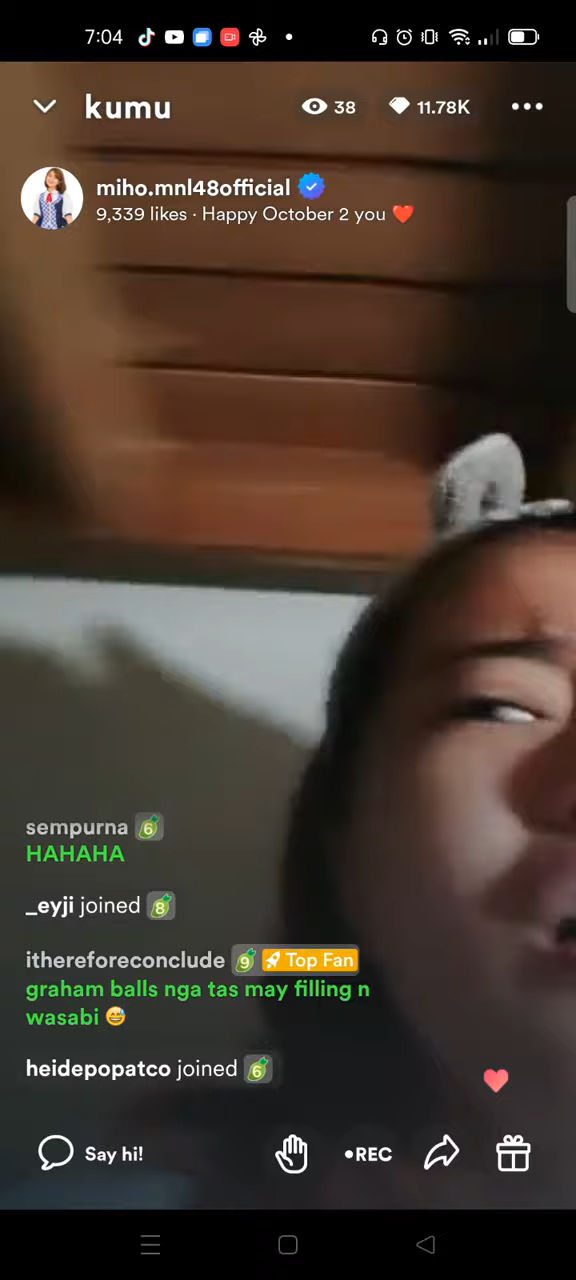 7:04
kumu
38
11.78K
miho.mnl48official
9,339 likes · Happy October 2 you ❤️
sempurna 6
HAHAHA
_eyji joined 8
ithereforeconclude 9 Top Fan
graham balls nga tas may filling n
wasabi 😅
heidepopatco joined 6
Say hi!
•REC